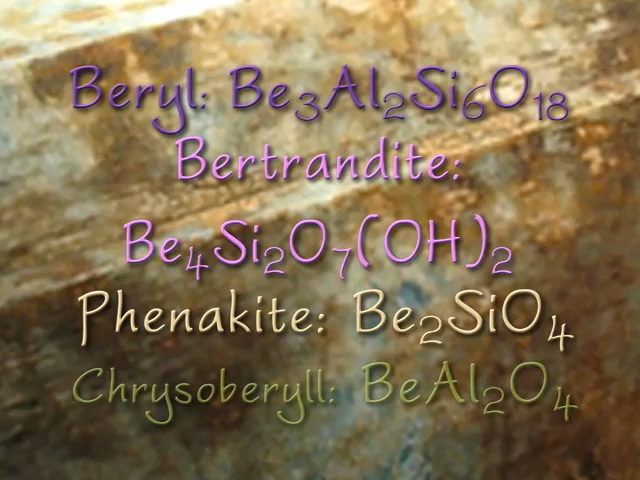 Beryl: Be₃Al₂Si₆O₁₈
Bertrandite:
Be₄Si₂O₇(OH)₂
Phenakite: Be₂SiO₄
Chrysoberyll: BeAl₂O₄